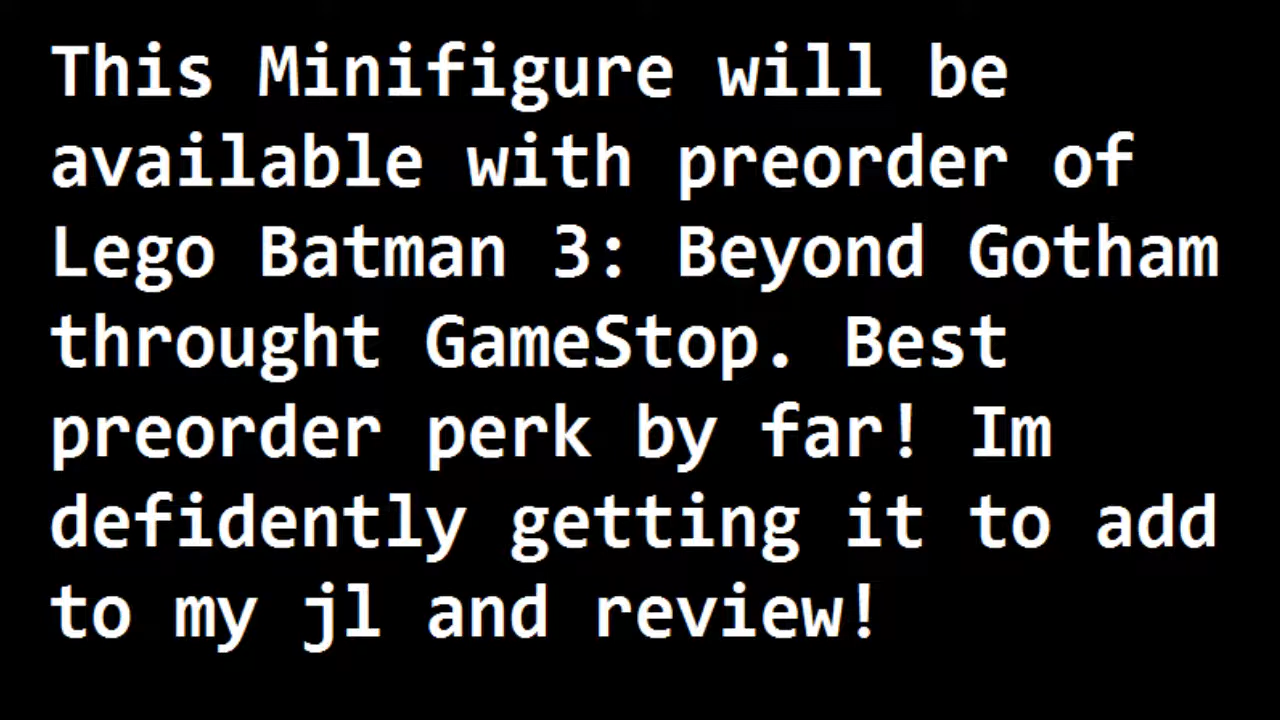 This Minifigure will be
available with preorder of
Lego Batman 3: Beyond Gotham
throught GameStop. Best
preorder perk by far! Im
defidently getting it to add
to my jl and review!